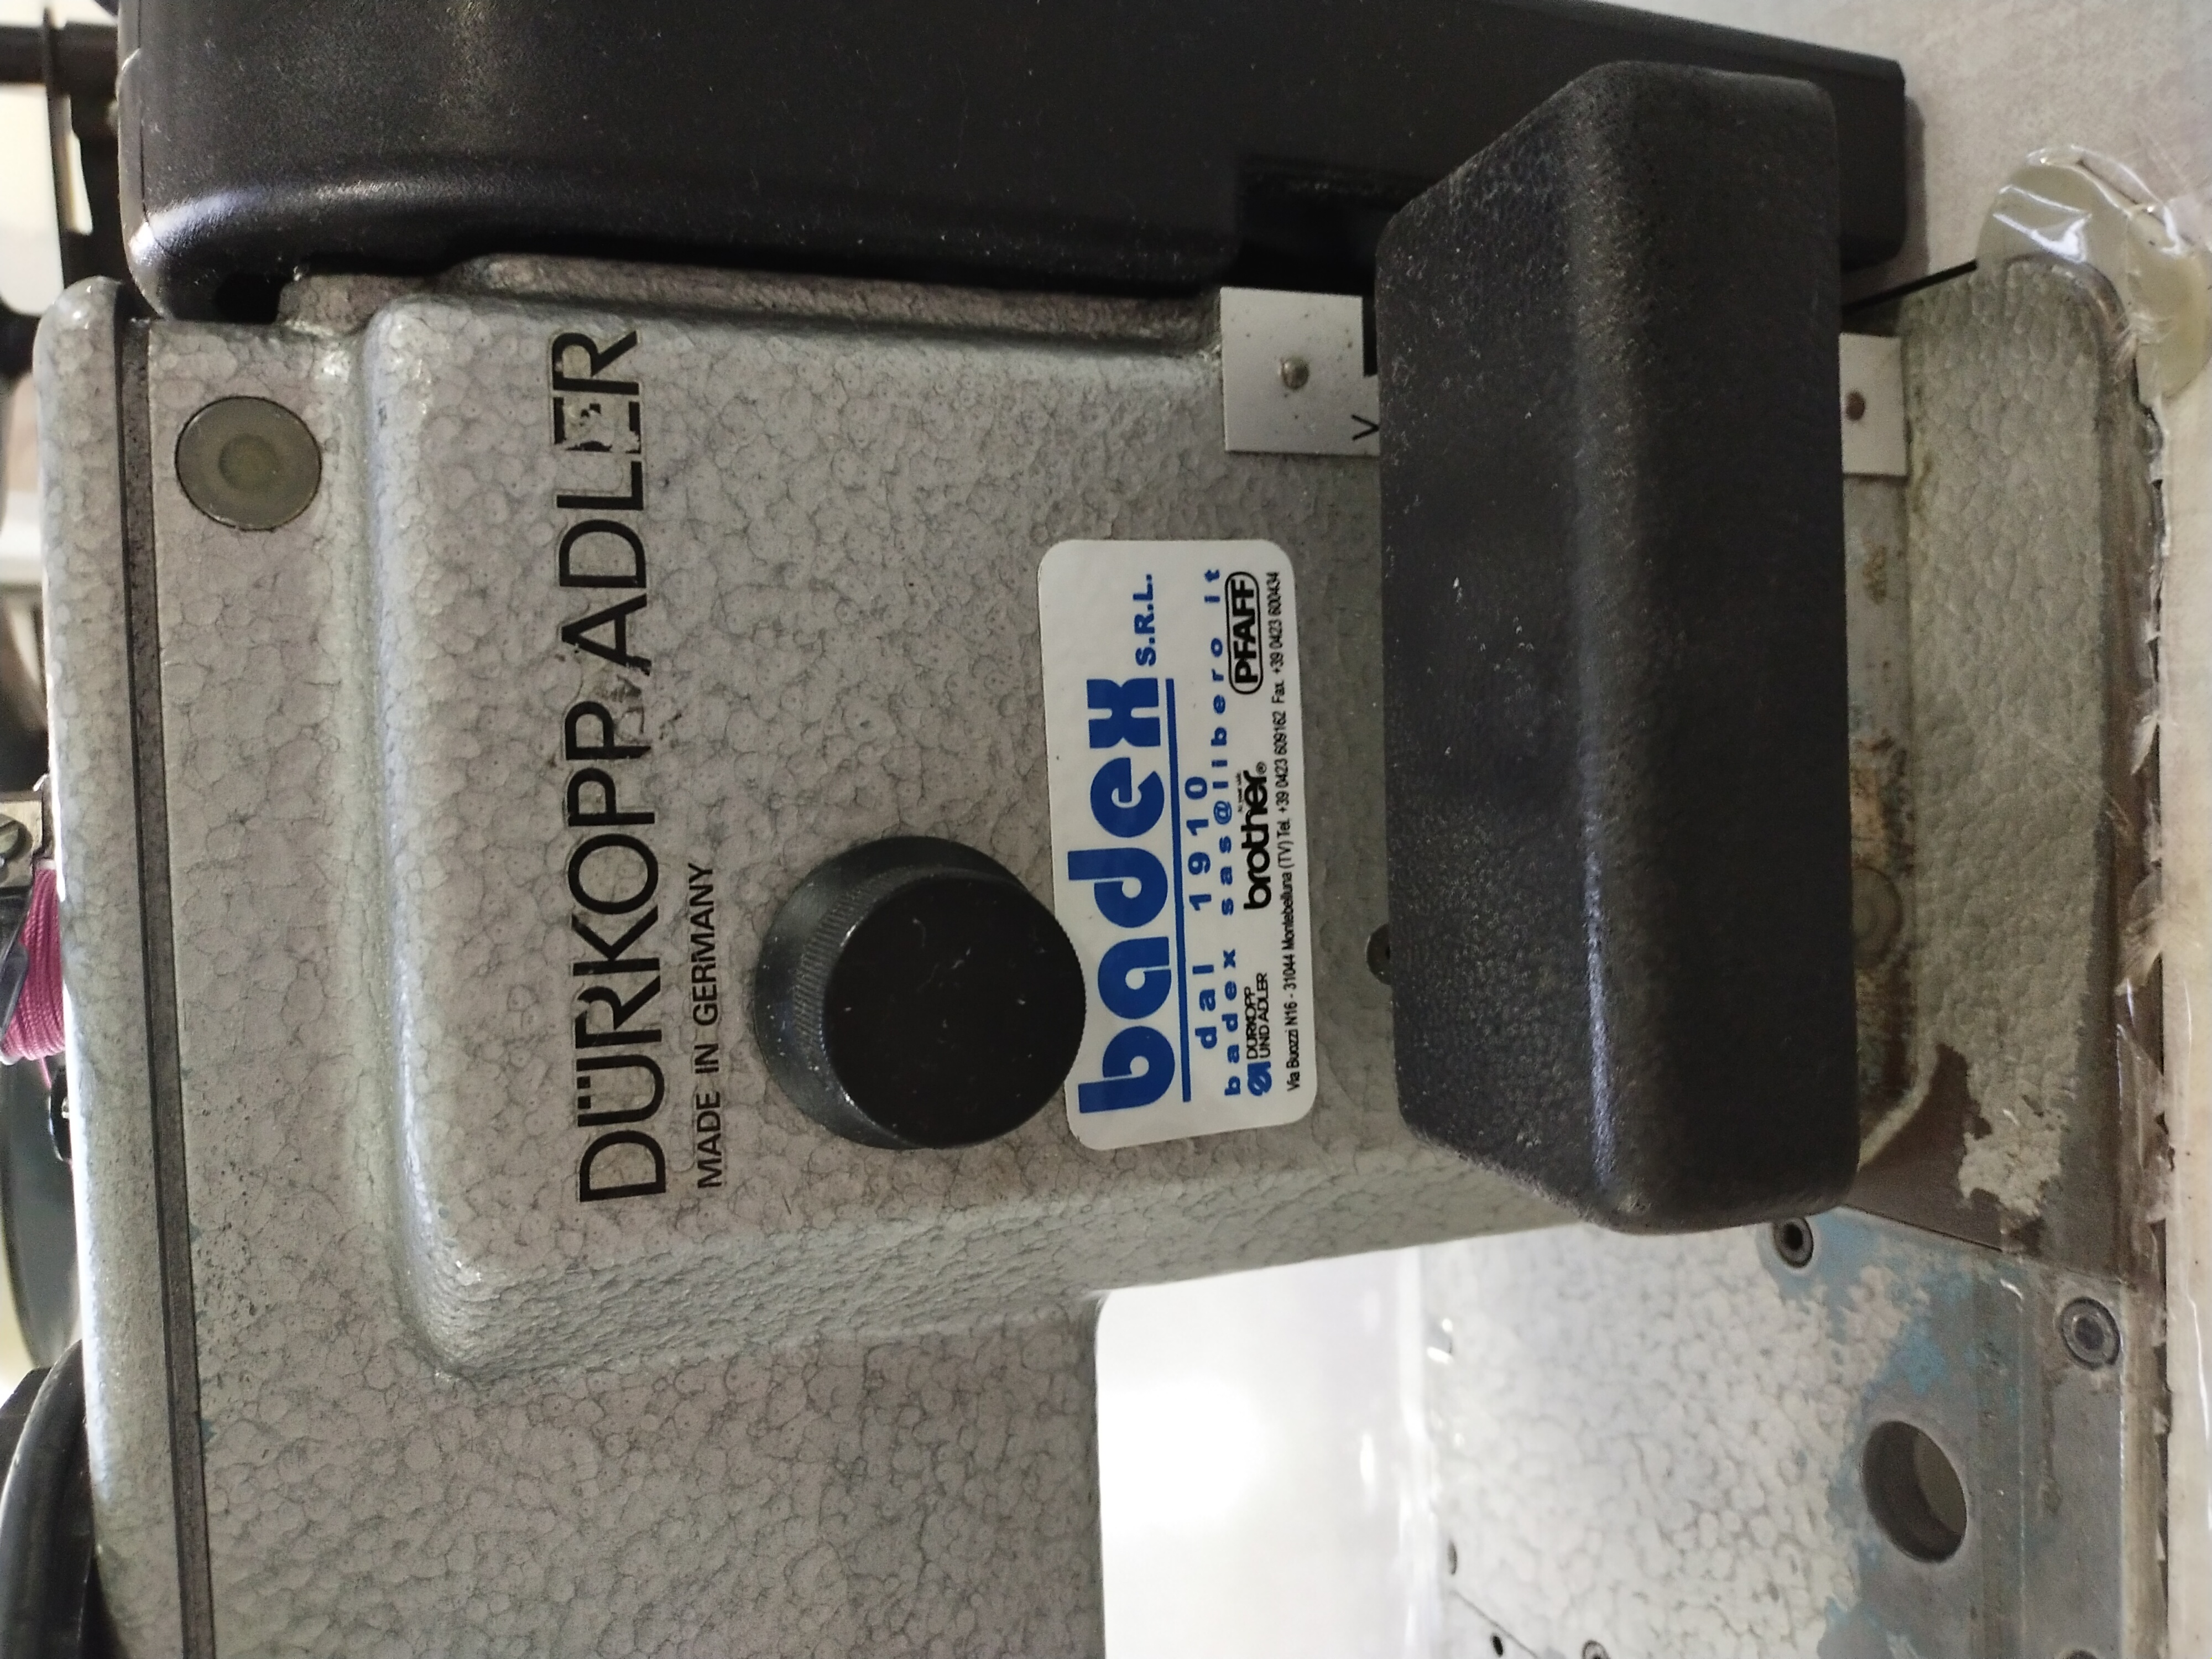 DÜRKOPP ADLER
MADE IN GERMANY
badex S.R.L.
dal 1910
badex sas@libero it
DÜRKOPP
UND ADLER
brother®
PFAFF
Via Buozzi N16 - 31044 Montebelluna (TV) Tel. +39 0423 609162 Fax +39 0423 600434
V